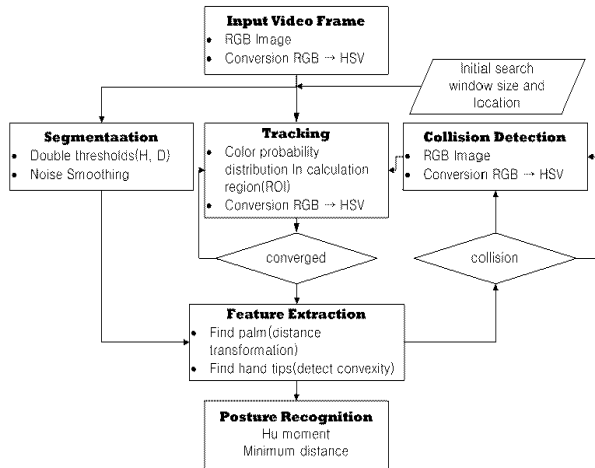 Input Video Frame
• RGB Image
• Conversion RGB → HSV
Initial search
window size and
location
Segmentaation
• Double thresholds(H, D)
• Noise Smoothing
Tracking
• Color probability
distribution In calculation
region(ROI)
• Conversion RGB → HSV
Collision Detection
• RGB Image
• Conversion RGB → HSV
converged
collision
Feature Extraction
• Find palm(distance
transformation)
• Find hand tips(detect convexity)
Posture Recognition
Hu moment
Minimum distance